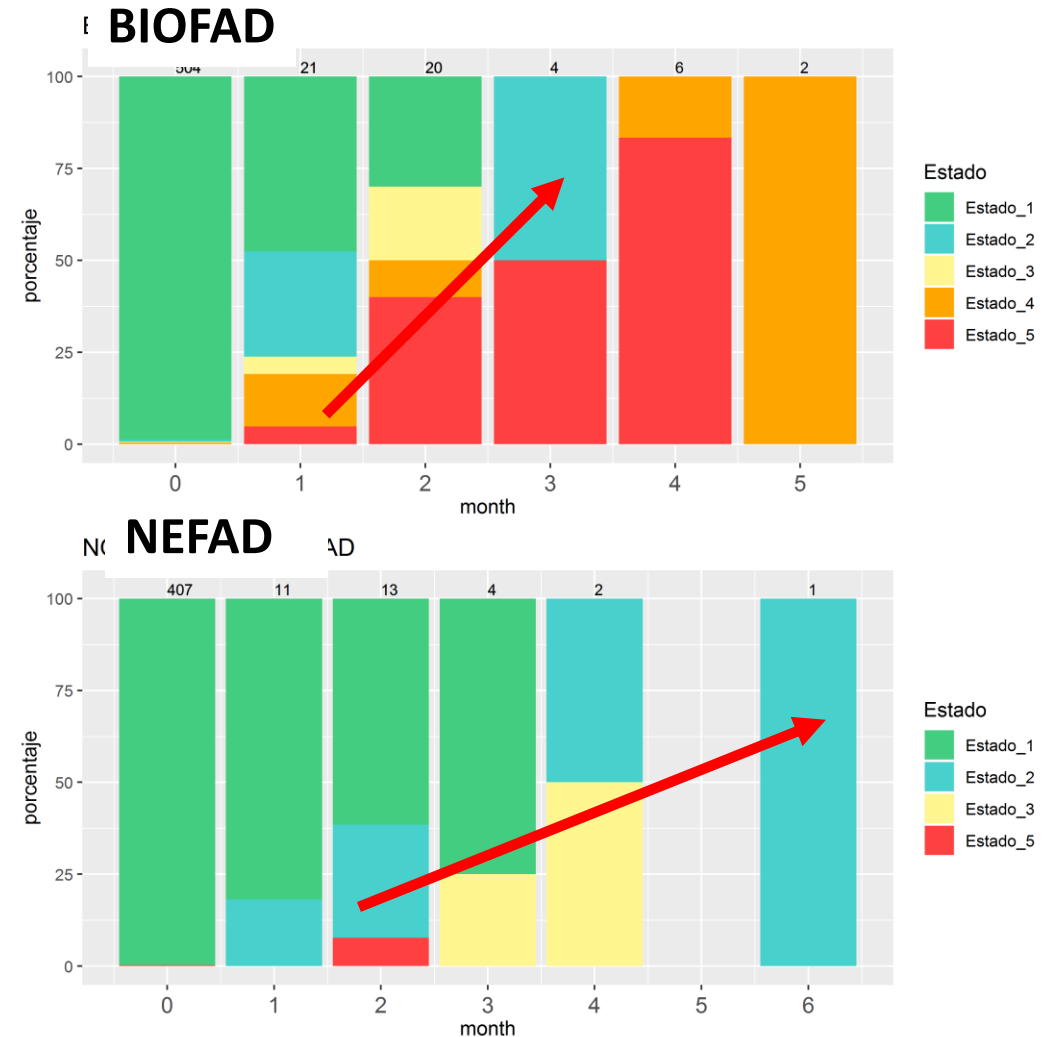 BIOFAD
504 21 20 4 6 2
100
75
50
25
0
porcentaje
0 1 2 3 4 5
month
Estado
Estado_1
Estado_2
Estado_3
Estado_4
Estado_5
NEFAD
407 11 13 4 2 1
100
75
50
25
0
porcentaje
0 1 2 3 4 5 6
month
Estado
Estado_1
Estado_2
Estado_3
Estado_5